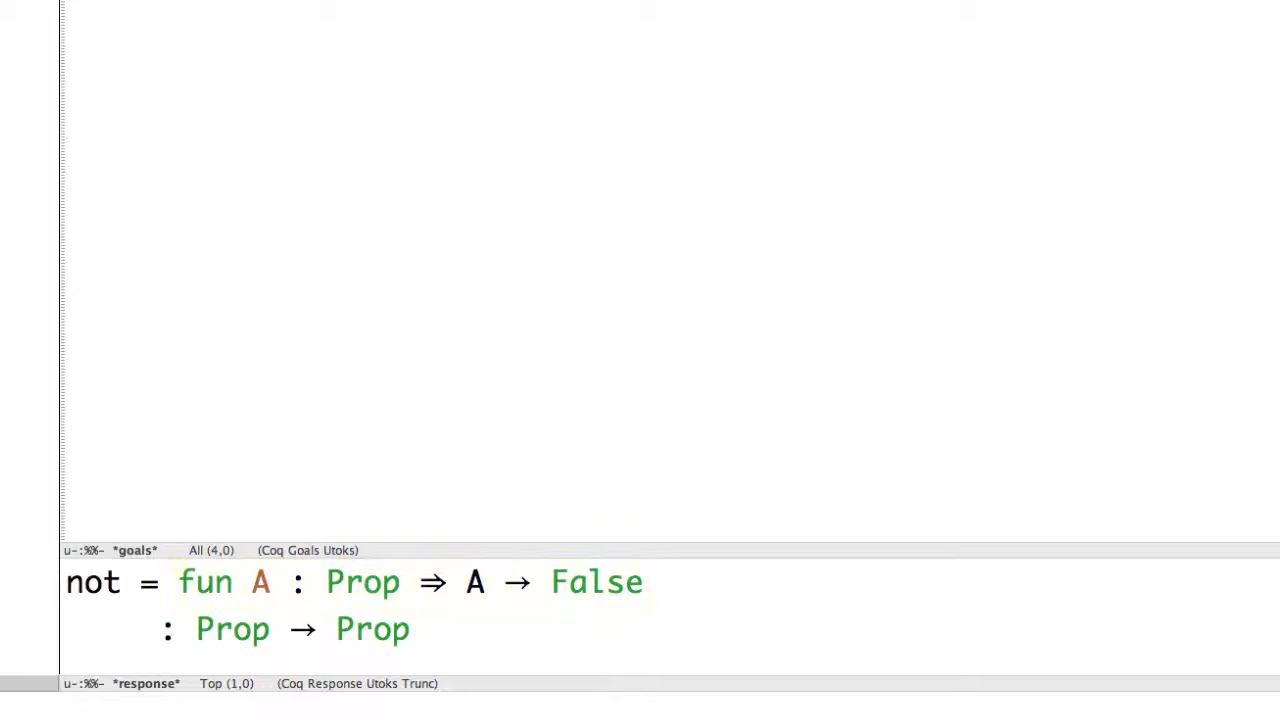 u-:%%- *goals* All (4,0) (Coq Goals Utoks)
not = fun A : Prop ⇒ A → False
: Prop → Prop
u-:%%- *response* Top (1,0) (Coq Response Utoks Trunc)